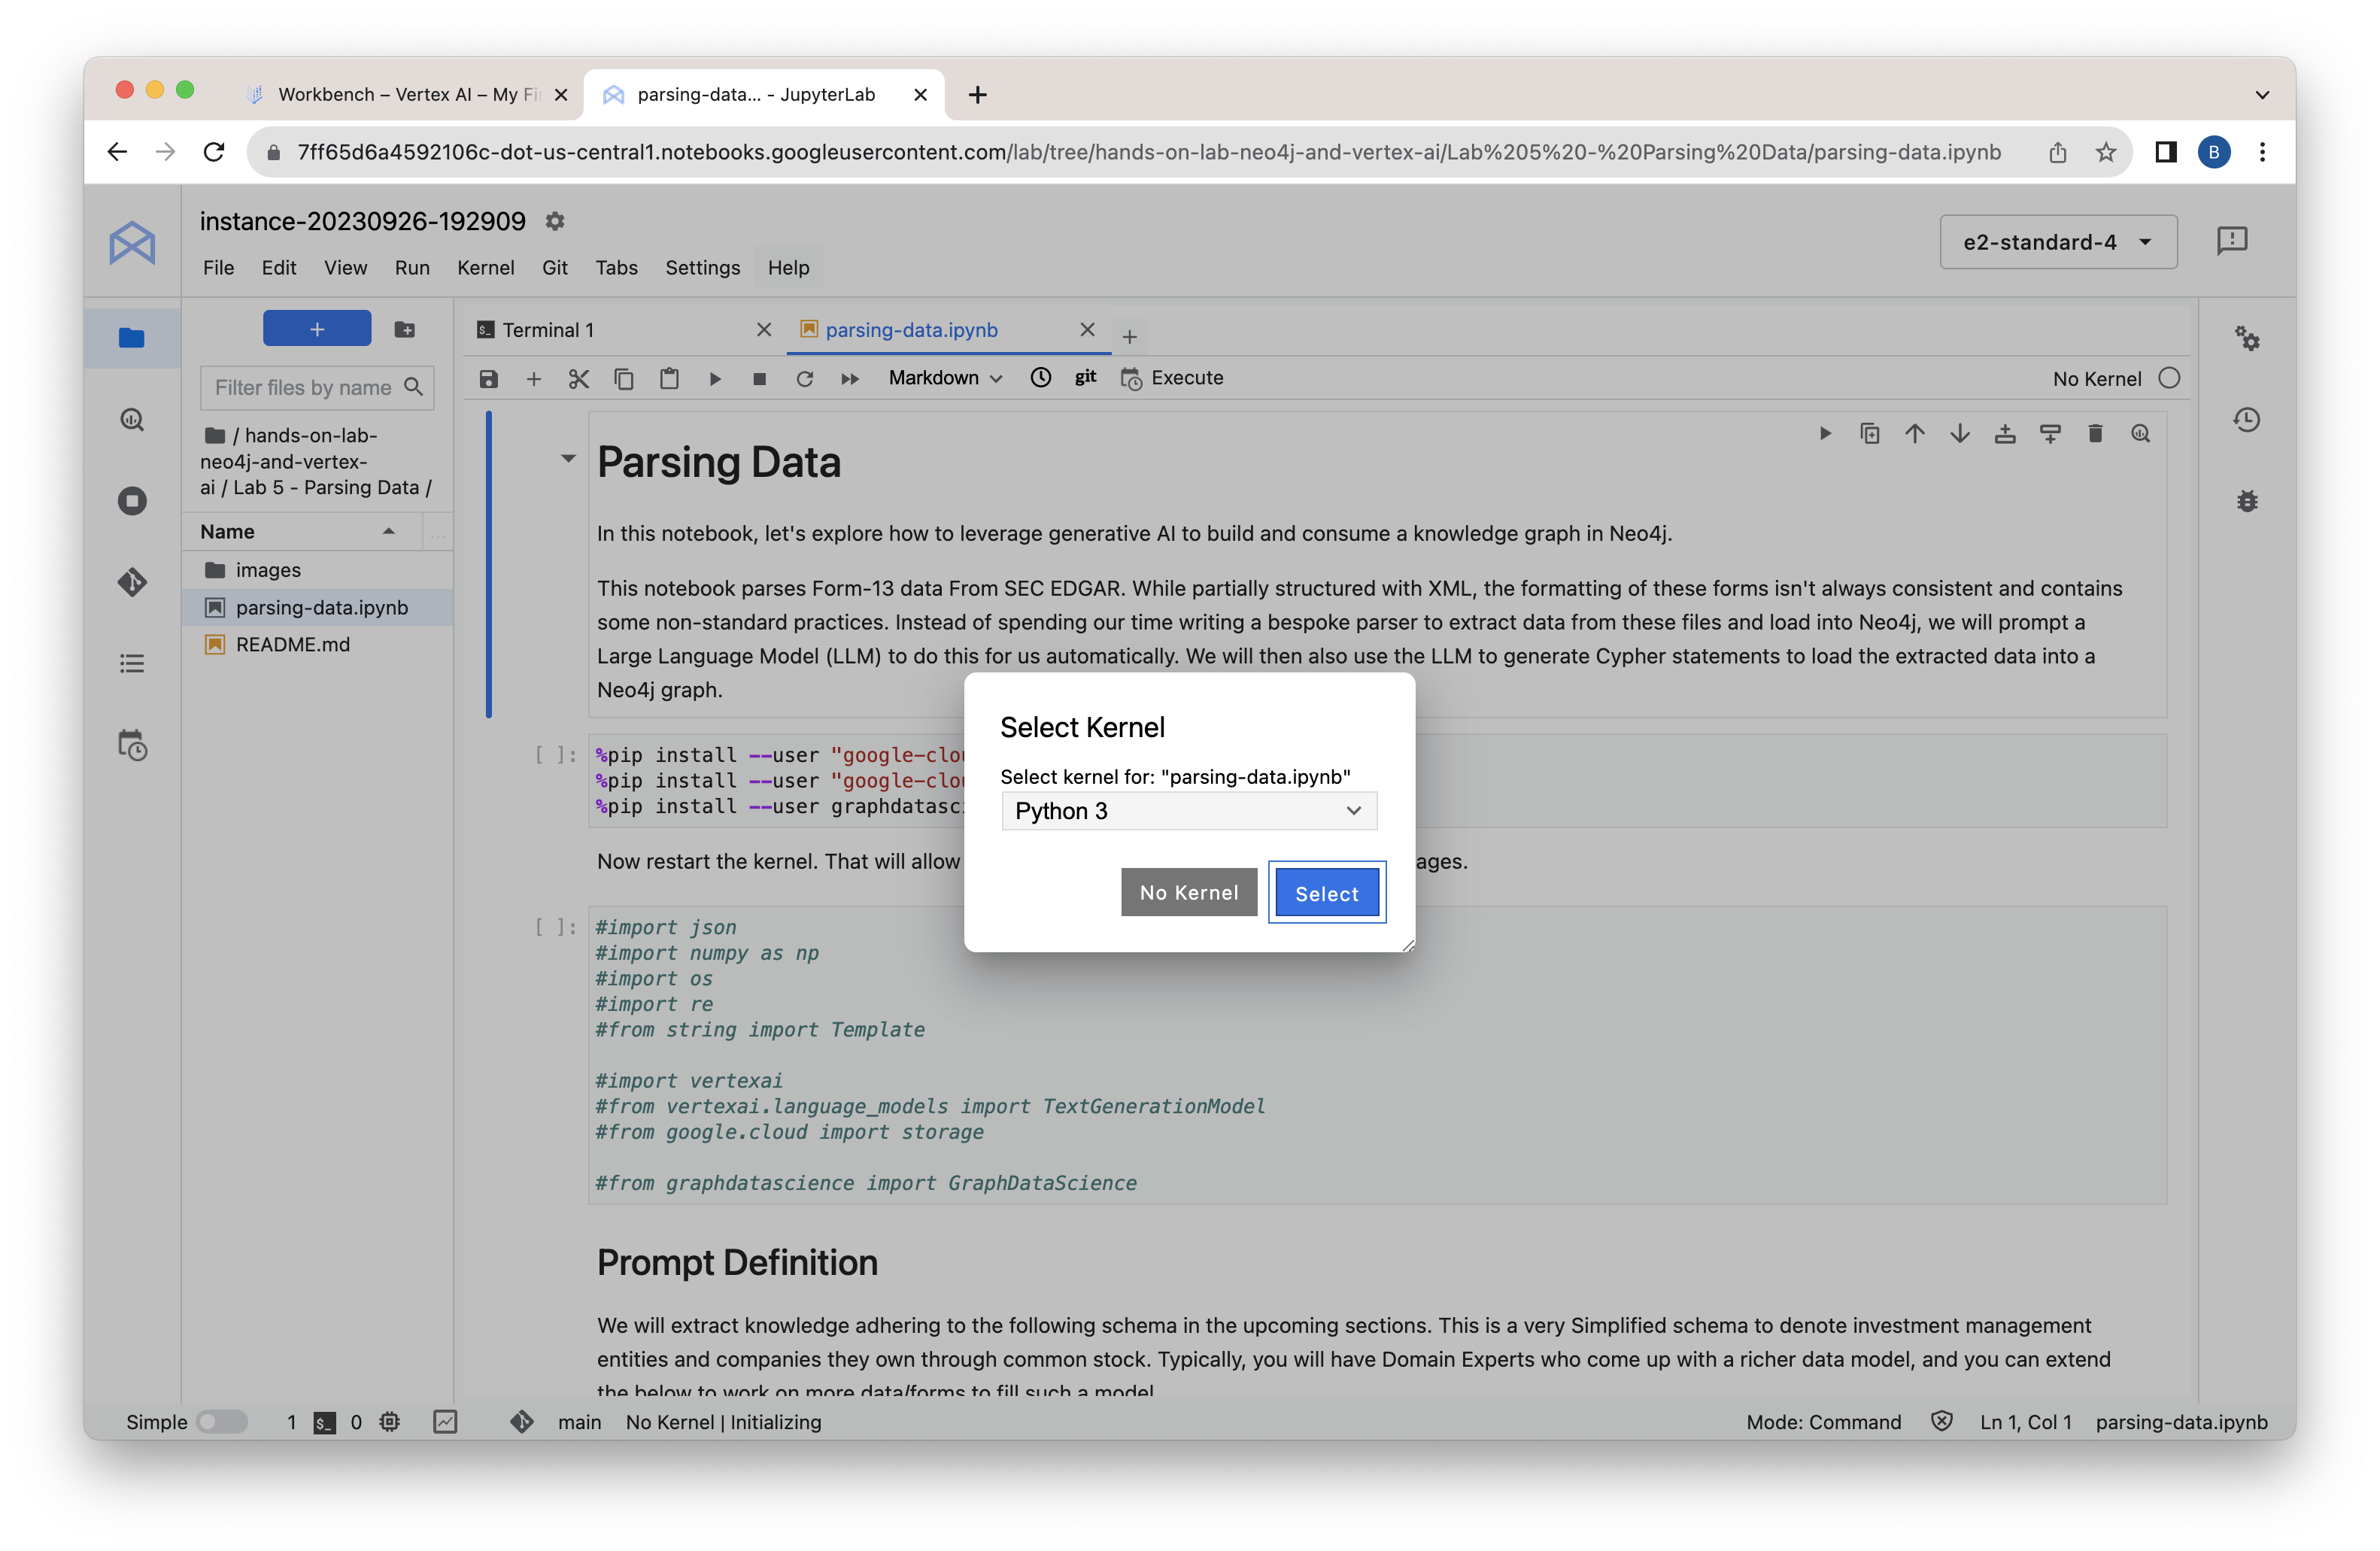 Workbench – Vertex AI – My Fi
parsing-data... - JupyterLab
7ff65d6a4592106c-dot-us-central1.notebooks.googleusercontent.com/lab/tree/hands-on-lab-neo4j-and-vertex-ai/Lab%205%20-%20Parsing%20Data/parsing-data.ipynb
B
instance-20230926-192909
e2-standard-4
File Edit View Run Kernel Git Tabs Settings Help
Terminal 1
parsing-data.ipynb
Filter files by name
Markdown
git
Execute
No Kernel
/ hands-on-lab-
neo4j-and-vertex-
ai / Lab 5 - Parsing Data /
Name
...
images
parsing-data.ipynb
README.md
Parsing Data
In this notebook, let's explore how to leverage generative AI to build and consume a knowledge graph in Neo4j.
This notebook parses Form-13 data From SEC EDGAR. While partially structured with XML, the formatting of these forms isn't always consistent and contains
some non-standard practices. Instead of spending our time writing a bespoke parser to extract data from these files and load into Neo4j, we will prompt a
Large Language Model (LLM) to do this for us automatically. We will then also use the LLM to generate Cypher statements to load the extracted data into a
Neo4j graph.
[ ]: %pip install --user "google-clou
%pip install --user "google-clou
%pip install --user graphdatasci
Now restart the kernel. That will allow ages.
Select Kernel
Select kernel for: "parsing-data.ipynb"
Python 3
No Kernel
Select
[ ]: #import json
#import numpy as np
#import os
#import re
#from string import Template
#import vertexai
#from vertexai.language_models import TextGenerationModel
#from google.cloud import storage
#from graphdatascience import GraphDataScience
Prompt Definition
We will extract knowledge adhering to the following schema in the upcoming sections. This is a very Simplified schema to denote investment management
entities and companies they own through common stock. Typically, you will have Domain Experts who come up with a richer data model, and you can extend
the below to work on more data/forms to fill such a model
Simple 1 $_ 0 main No Kernel | Initializing
Mode: Command Ln 1, Col 1 parsing-data.ipynb